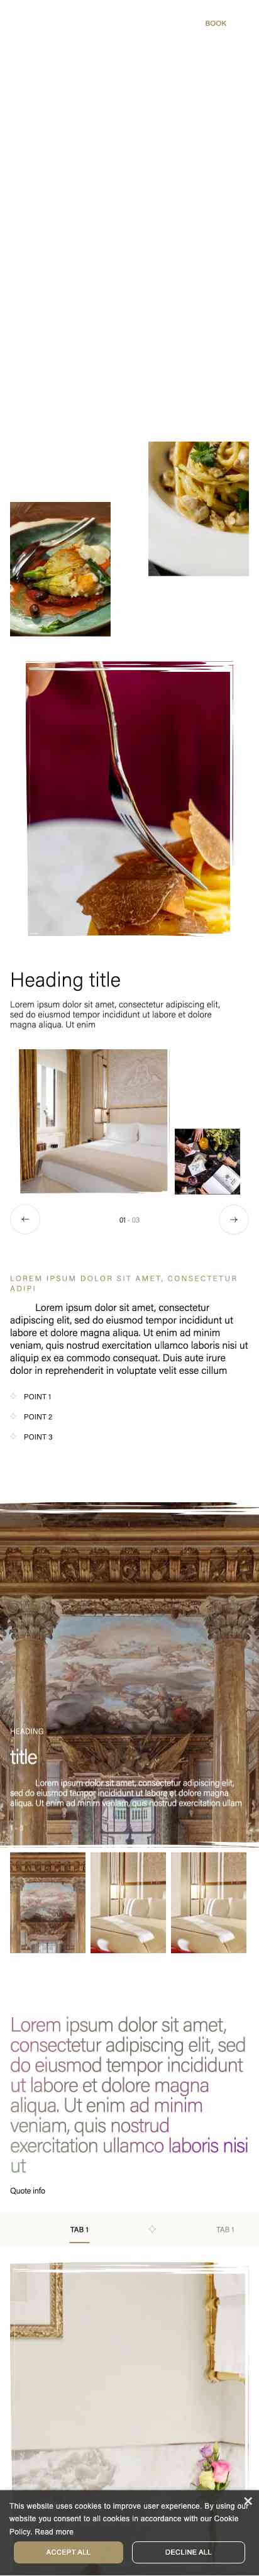 BOOK
Heading title
Lorem ipsum dolor sit amet, consectetur adipiscing elit,
sed do eiusmod tempor incididunt ut labore et dolore
magna aliqua. Ut enim
01 - 03
LOREM IPSUM DOLOR SIT AMET, CONSECTETUR
ADIPI
Lorem ipsum dolor sit amet, consectetur
adipiscing elit, sed do eiusmod tempor incididunt ut
labore et dolore magna aliqua. Ut enim ad minim
veniam, quis nostrud exercitation ullamco laboris nisi ut
aliquip ex ea commodo consequat. Duis aute irure
dolor in reprehenderit in voluptate velit esse cillum
POINT 1
POINT 2
POINT 3
HEADING
title
Lorem ipsum dolor sit amet, consectetur adipiscing elit,
sed do eiusmod tempor incididunt ut labore et dolore magna
aliqua. Ut enim ad minim veniam, quis nostrud exercitation ullam
Lorem ipsum dolor sit amet,
consectetur adipiscing elit, sed
do eiusmod tempor incididunt
ut labore et dolore magna
aliqua. Ut enim ad minim
veniam, quis nostrud
exercitation ullamco laboris nisi
ut
Quote info
TAB 1
TAB 1
This website uses cookies to improve user experience. By using our
website you consent to all cookies in accordance with our Cookie
Policy. Read more
ACCEPT ALL
DECLINE ALL